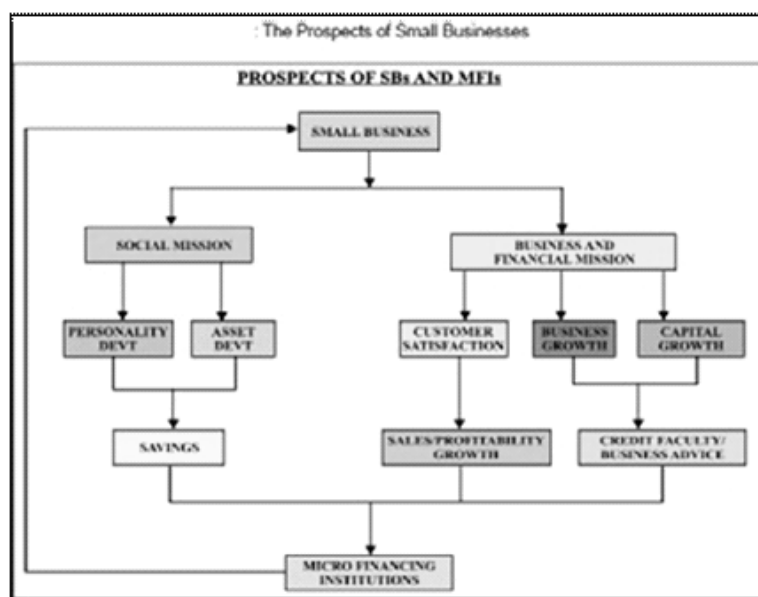 : The Prospects of Small Businesses
PROSPECTS OF SBs AND MFIs
SMALL BUSINESS
SOCIAL MISSION
BUSINESS AND
FINANCIAL MISSION
PERSONALITY
DEVT
ASSET
DEVT
CUSTOMER
SATISFACTION
BUSINESS
GROWTH
CAPITAL
GROWTH
SAVINGS
SALES/PROFITABILITY
GROWTH
CREDIT FACULTY/
BUSINESS ADVICE
MICRO FINANCING
INSTITUTIONS